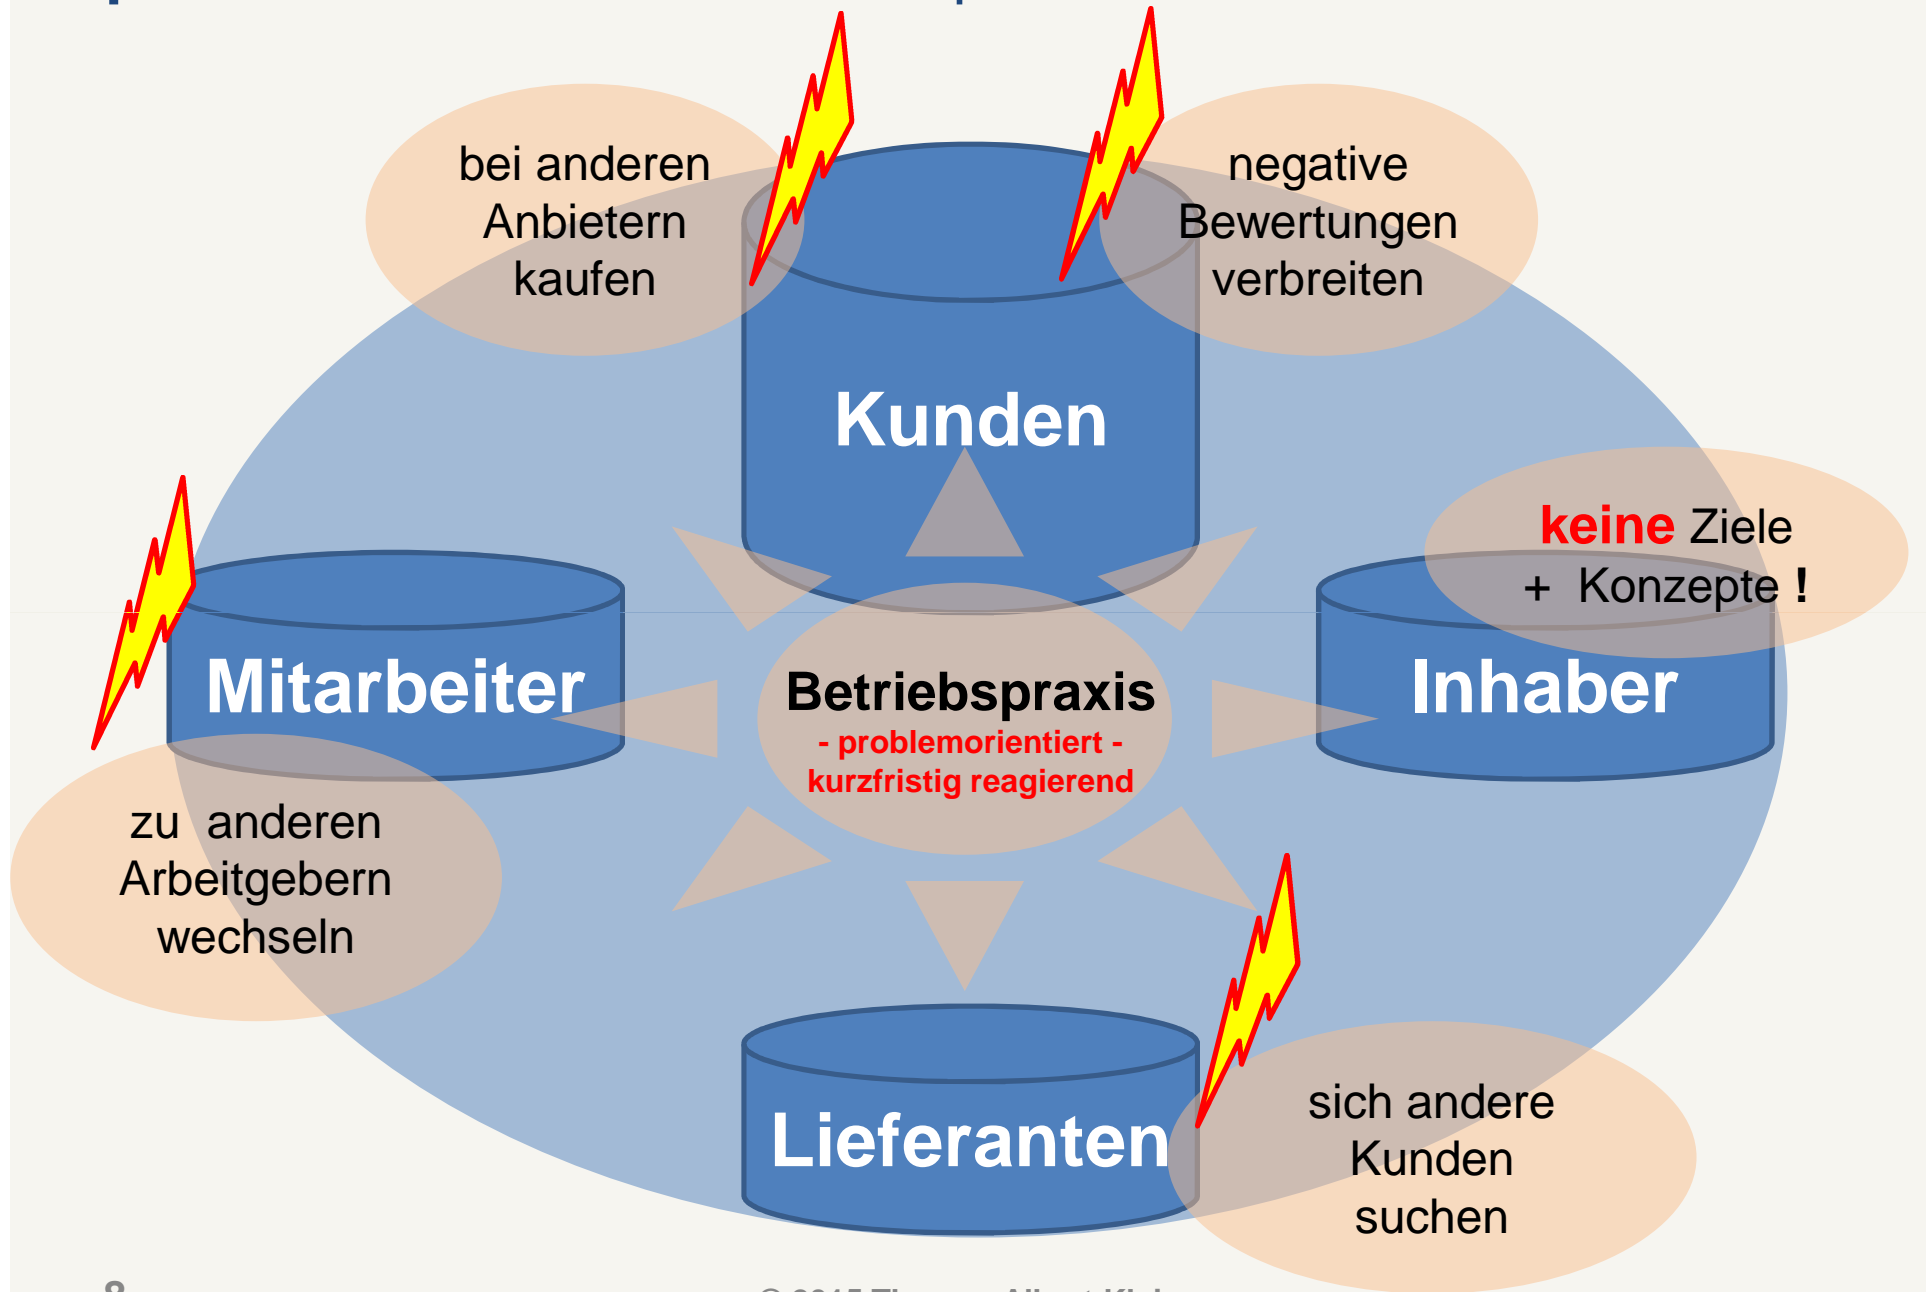 bei anderen
Anbietern
kaufen
negative
Bewertungen
verbreiten
Kunden
keine Ziele
+ Konzepte !
Mitarbeiter
Inhaber
Betriebspraxis
- problemorientiert -
kurzfristig reagierend
zu anderen
Arbeitgebern
wechseln
Lieferanten
sich andere
Kunden
suchen